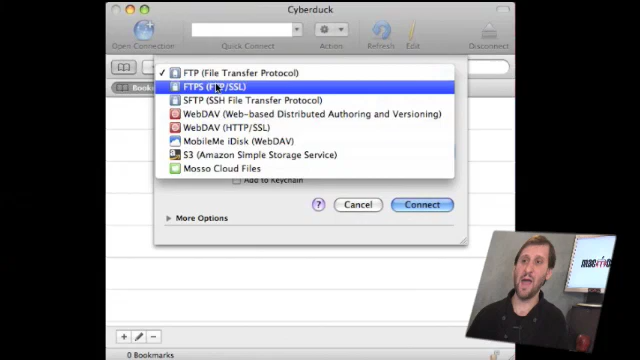 Cyberduck
Open Connection
Quick Connect
Action
Refresh
Edit
Disconnect
✓ FTP (File Transfer Protocol)
FTPS (FTP/SSL)
SFTP (SSH File Transfer Protocol)
WebDAV (Web-based Distributed Authoring and Versioning)
WebDAV (HTTP/SSL)
MobileMe iDisk (WebDAV)
S3 (Amazon Simple Storage Service)
Mosso Cloud Files
Add to Keychain
? Cancel Connect
More Options
0 Bookmarks